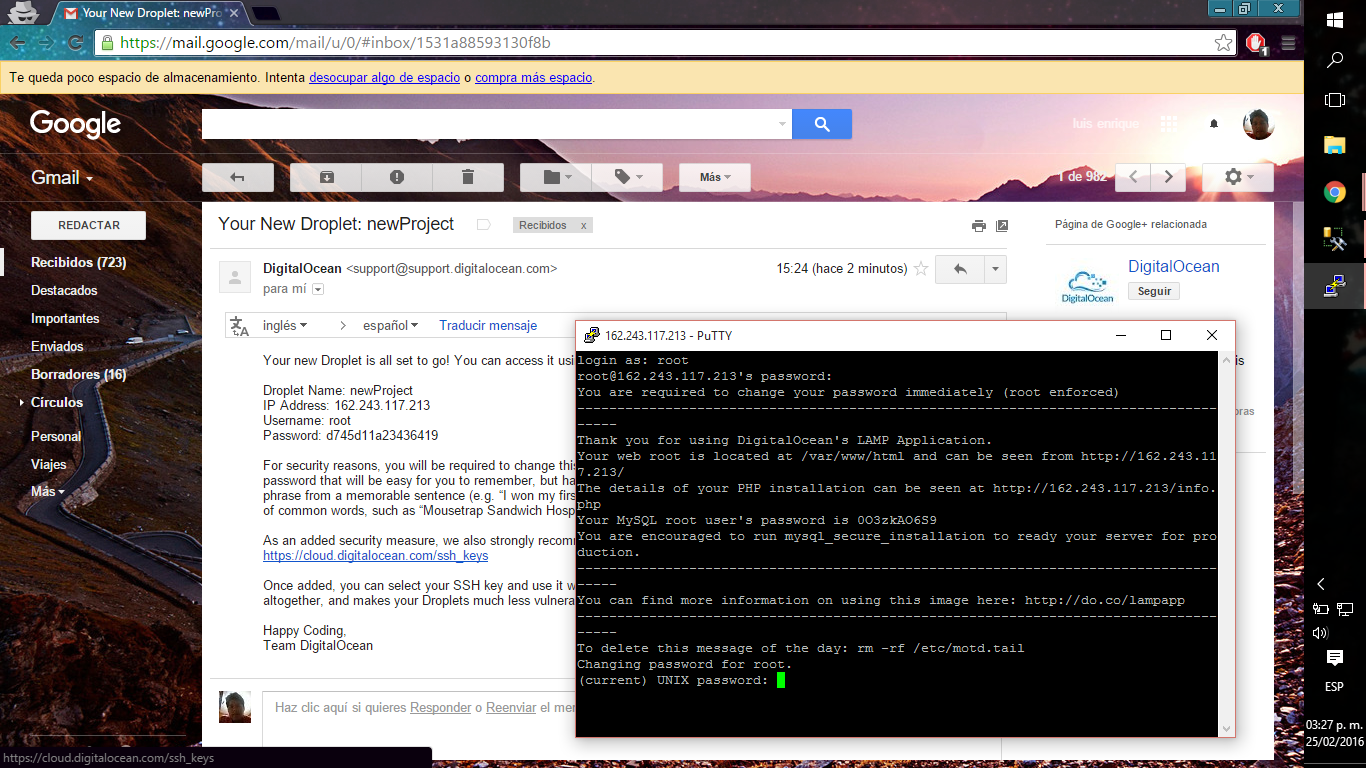 Your New Droplet: newPro
https://mail.google.com/mail/u/0/#inbox/1531a88593130f8b
1
Te queda poco espacio de almacenamiento. Intenta desocupar algo de espacio o compra más espacio.
Google
luis enrique
Gmail
Más
1 de 982
REDACTAR
Recibidos (723)
Destacados
Importantes
Enviados
Borradores (16)
Círculos
Personal
Viajes
Más
Your New Droplet: newProject
Recibidos x
DigitalOcean <support@support.digitalocean.com>
15:24 (hace 2 minutos)
para mí
inglés > español Traducir mensaje
Your new Droplet is all set to go! You can access it usi
Droplet Name: newProject
IP Address: 162.243.117.213
Username: root
Password: d745d11a23436419
For security reasons, you will be required to change thi
password that will be easy for you to remember, but ha
phrase from a memorable sentence (e.g. “I won my firs
of common words, such as “Mousetrap Sandwich Hosp
As an added security measure, we also strongly recom
https://cloud.digitalocean.com/ssh_keys
Once added, you can select your SSH key and use it w
altogether, and makes your Droplets much less vulnera
Happy Coding,
Team DigitalOcean
Haz clic aquí si quieres Responder o Reenviar el men
Página de Google+ relacionada
DigitalOcean
DigitalOcean
Seguir
is
oras
162.243.117.213 - PuTTY
login as: root
root@162.243.117.213's password:
You are required to change your password immediately (root enforced)
--------------------------------------------------------------------------------
-----
Thank you for using DigitalOcean's LAMP Application.
Your web root is located at /var/www/html and can be seen from http://162.243.11
7.213/
The details of your PHP installation can be seen at http://162.243.117.213/info.
php
Your MySQL root user's password is 0O3zkAO6S9
You are encouraged to run mysql_secure_installation to ready your server for pro
duction.
--------------------------------------------------------------------------------
-----
You can find more information on using this image here: http://do.co/lampapp
--------------------------------------------------------------------------------
-----
To delete this message of the day: rm -rf /etc/motd.tail
Changing password for root.
(current) UNIX password:
https://cloud.digitalocean.com/ssh_keys
ESP
03:27 p. m.
25/02/2016